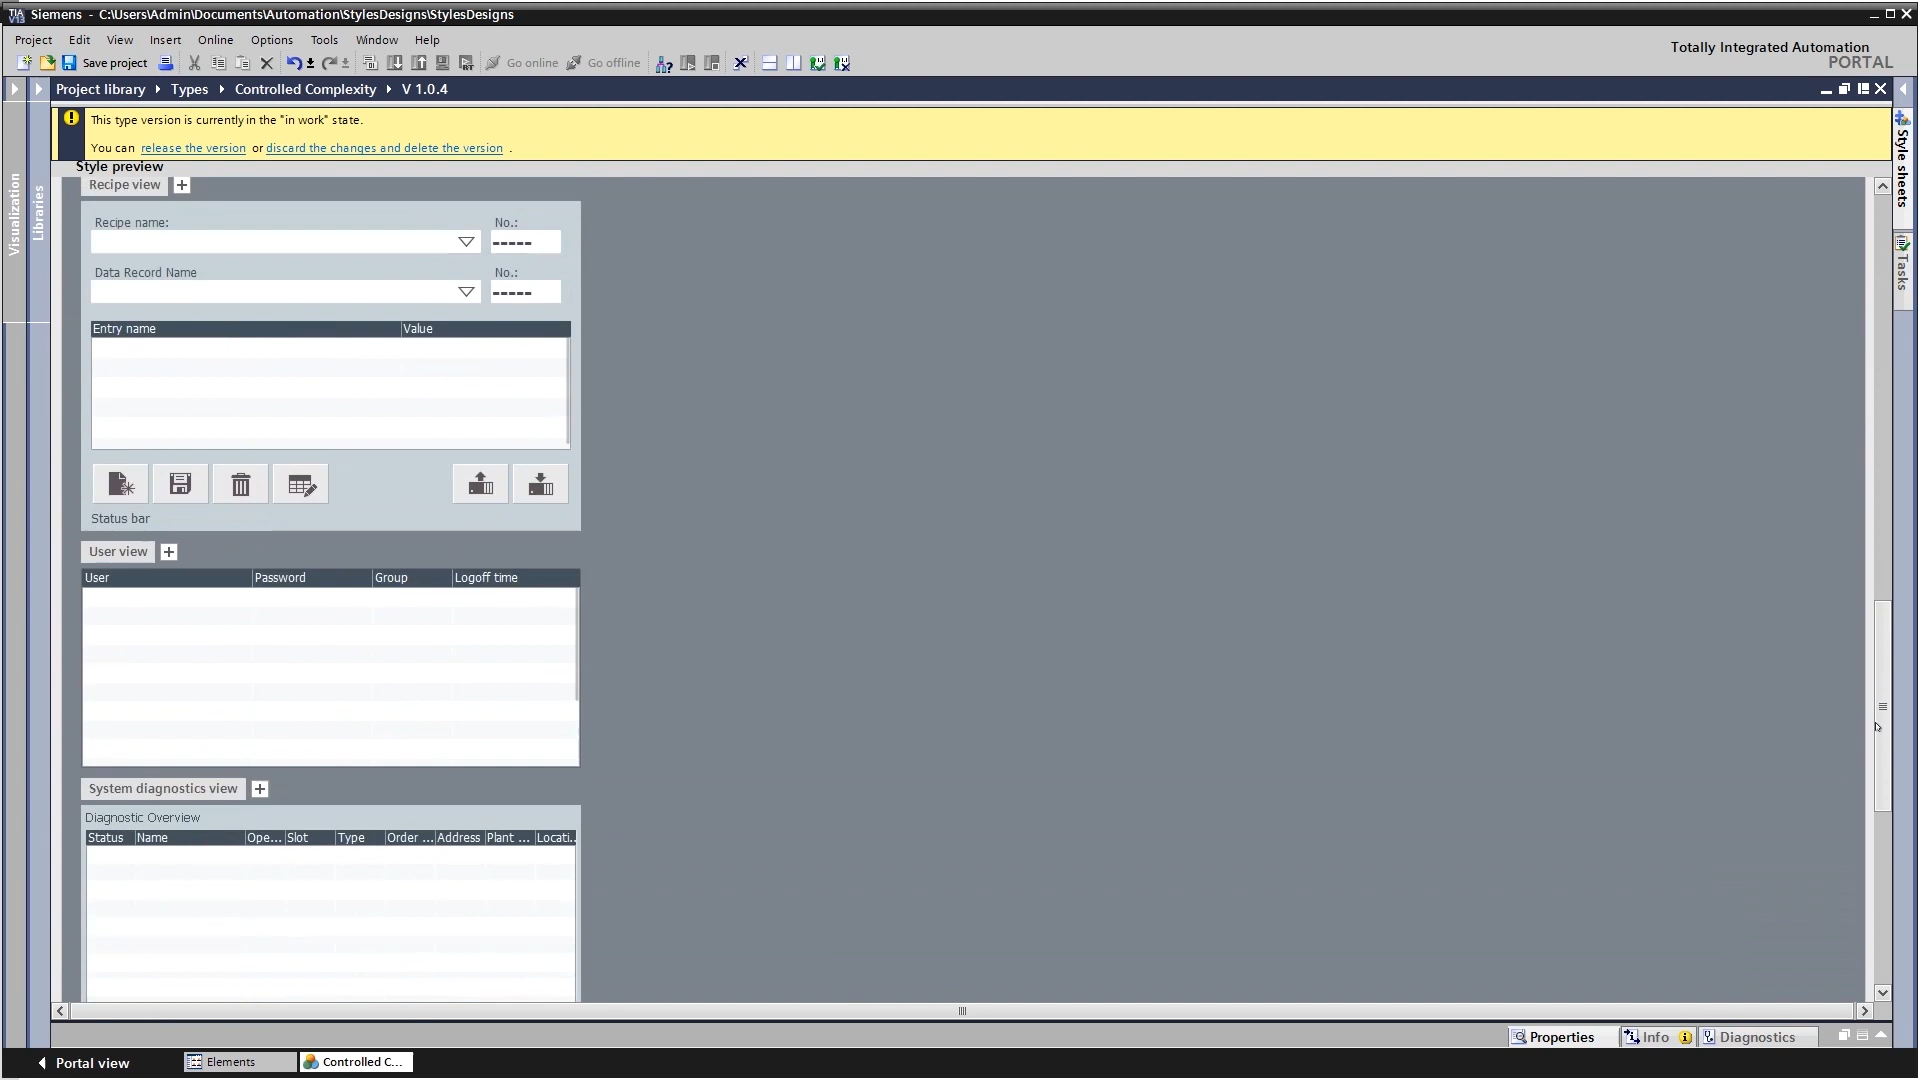 TIA
V13
Siemens - C:\Users\Admin\Documents\Automation\StylesDesigns\StylesDesigns
Project Edit View Insert Online Options Tools Window Help
Totally Integrated Automation
PORTAL
Save project Go online Go offline
Project library Types Controlled Complexity V 1.0.4
This type version is currently in the "in work" state.
You can release the version or discard the changes and delete the version .
Style preview
Visualization
Libraries
Style sheets
Tasks
Recipe view +
Recipe name: No.:
-----
Data Record Name No.:
-----
Entry name Value
Status bar
User view +
User Password Group Logoff time
System diagnostics view +
Diagnostic Overview
Status Name Ope... Slot Type Order ... Address Plant ... Locati..
Properties Info Diagnostics
Portal view Elements Controlled C...